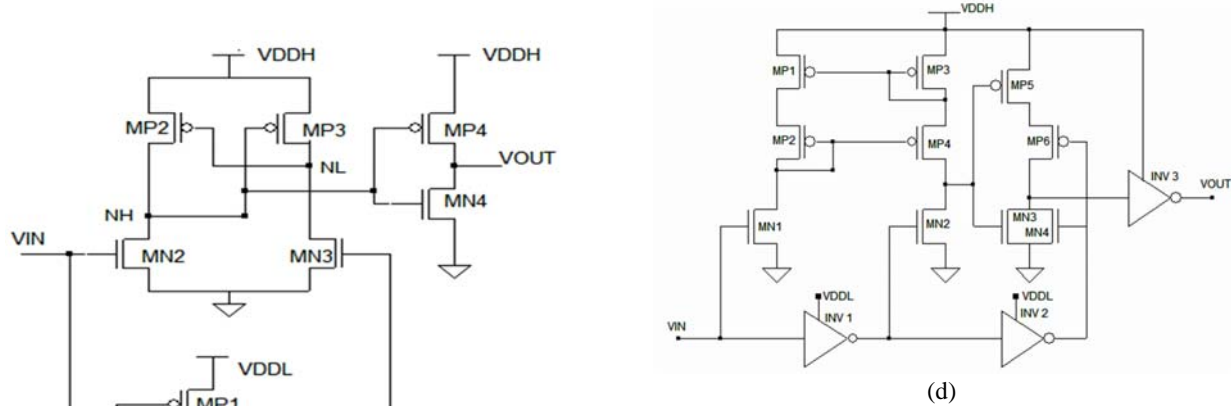 VDDH
VDDH
MP2
MP3
MP4
VOUT
NL
MN4
NH
VIN
MN2
MN3
VDDL
MP1
VDDH
MP1
MP3
MP5
MP2
MP4
MP6
INV 3
VOUT
MN1
MN2
MN3
MN4
VDDL
VDDL
INV 1
INV 2
VIN
(d)